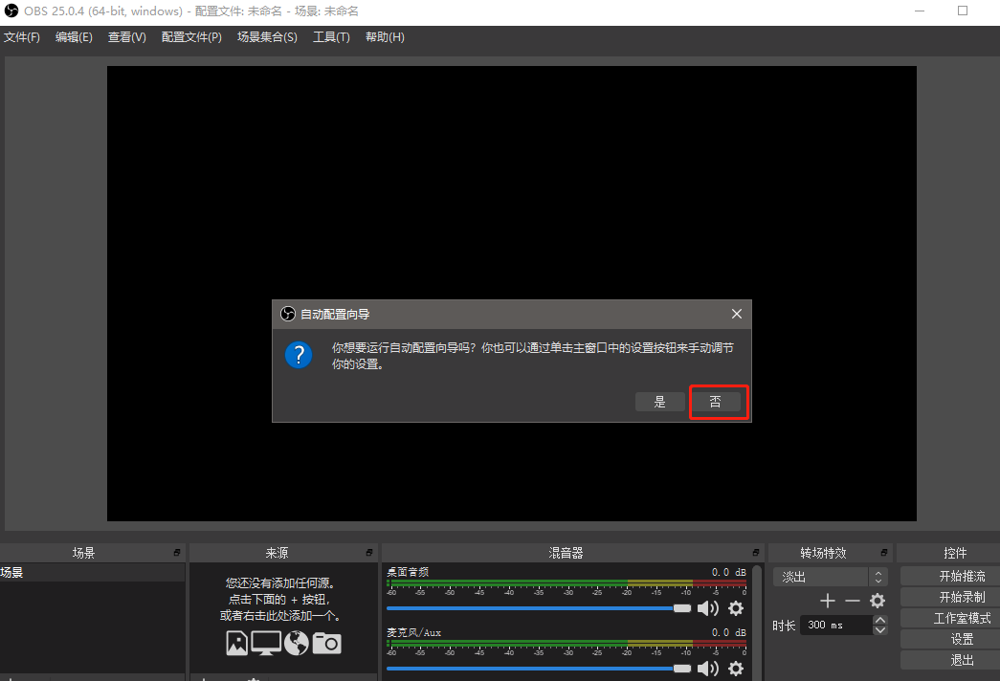 OBS 25.0.4 (64-bit, windows) - 配置文件: 未命名 - 场景: 未命名
文件(F) 编辑(E) 查看(V) 配置文件(P) 场景集合(S) 工具(T) 帮助(H)
自动配置向导
?
你想要运行自动配置向导吗？你也可以通过单击主窗口中的设置按钮来手动调节
你的设置。
是 否
场景 来源 混音器 转场特效 控件
场景
您还没有添加任何源。
点击下面的 + 按钮，
或者右击此处添加一个。
桌面音频 0.0 dB
-60 -55 -50 -45 -40 -35 -30 -25 -20 -15 -10 -5 0
麦克风/Aux 0.0 dB
-60 -55 -50 -45 -40 -35 -30 -25 -20 -15 -10 -5 0
淡出
时长 300 ms
开始推流
开始录制
工作室模式
设置
退出